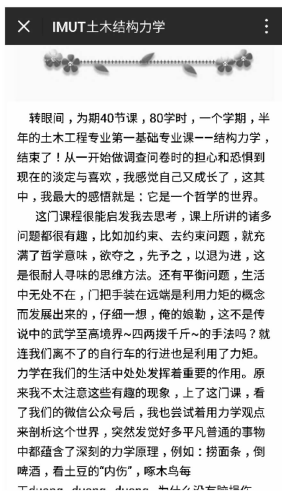 IMUT土木结构力学
转眼间，为期40节课，80学时，一个学期，半
年的土木工程专业第一基础专业课——结构力学，
结束了！从一开始做调查问卷时的担心和恐惧到
现在的淡定与喜欢，我感觉自己又成长了，这其
中，我最大的感悟就是：它是一个哲学的世界。
这门课程很能启发我去思考，课上所讲的诸多
问题都很有趣，比如加约束、去约束问题，就充
满了哲学意味，欲夺之，先予之，以退为进，这
是很耐人寻味的思维方法。还有平衡问题，生活
中无处不在，门把手装在远端是利用力矩的概念
而发展出来的，仔细一想，俺的娘勒，这不是传
说中的武学至高境界~四两拨千斤~的手法吗？就
连我们离不了的自行车的行进也是利用了力矩。
力学在我们的生活中处处发挥着重要的作用。原
来我不太注意这些有趣的现象，上了这门课，看
了我们的微信公众号后，我也尝试着用力学观点
来剖析这个世界，突然发觉好多平凡普通的事物
中都蕴含了深刻的力学原理，例如：捞面条，倒
啤酒，看土豆的“内伤”，啄木鸟每